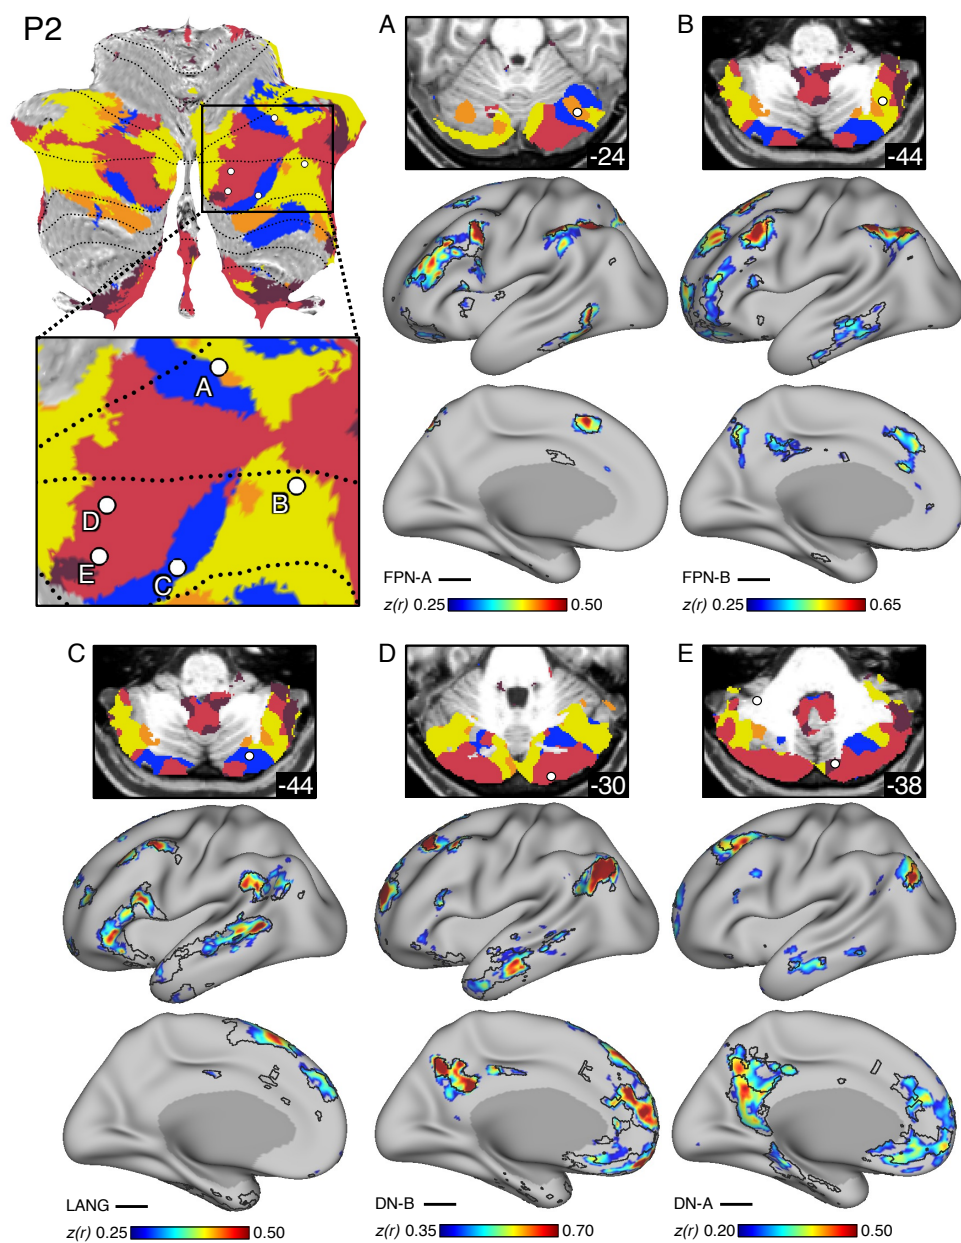 P2
A
B
C
D
E
A
-24
FPN-A
z(r) 0.25 0.50
B
-44
FPN-B
z(r) 0.25 0.65
C
-44
LANG
z(r) 0.25 0.50
D
-30
DN-B
z(r) 0.35 0.70
E
-38
DN-A
z(r) 0.20 0.50